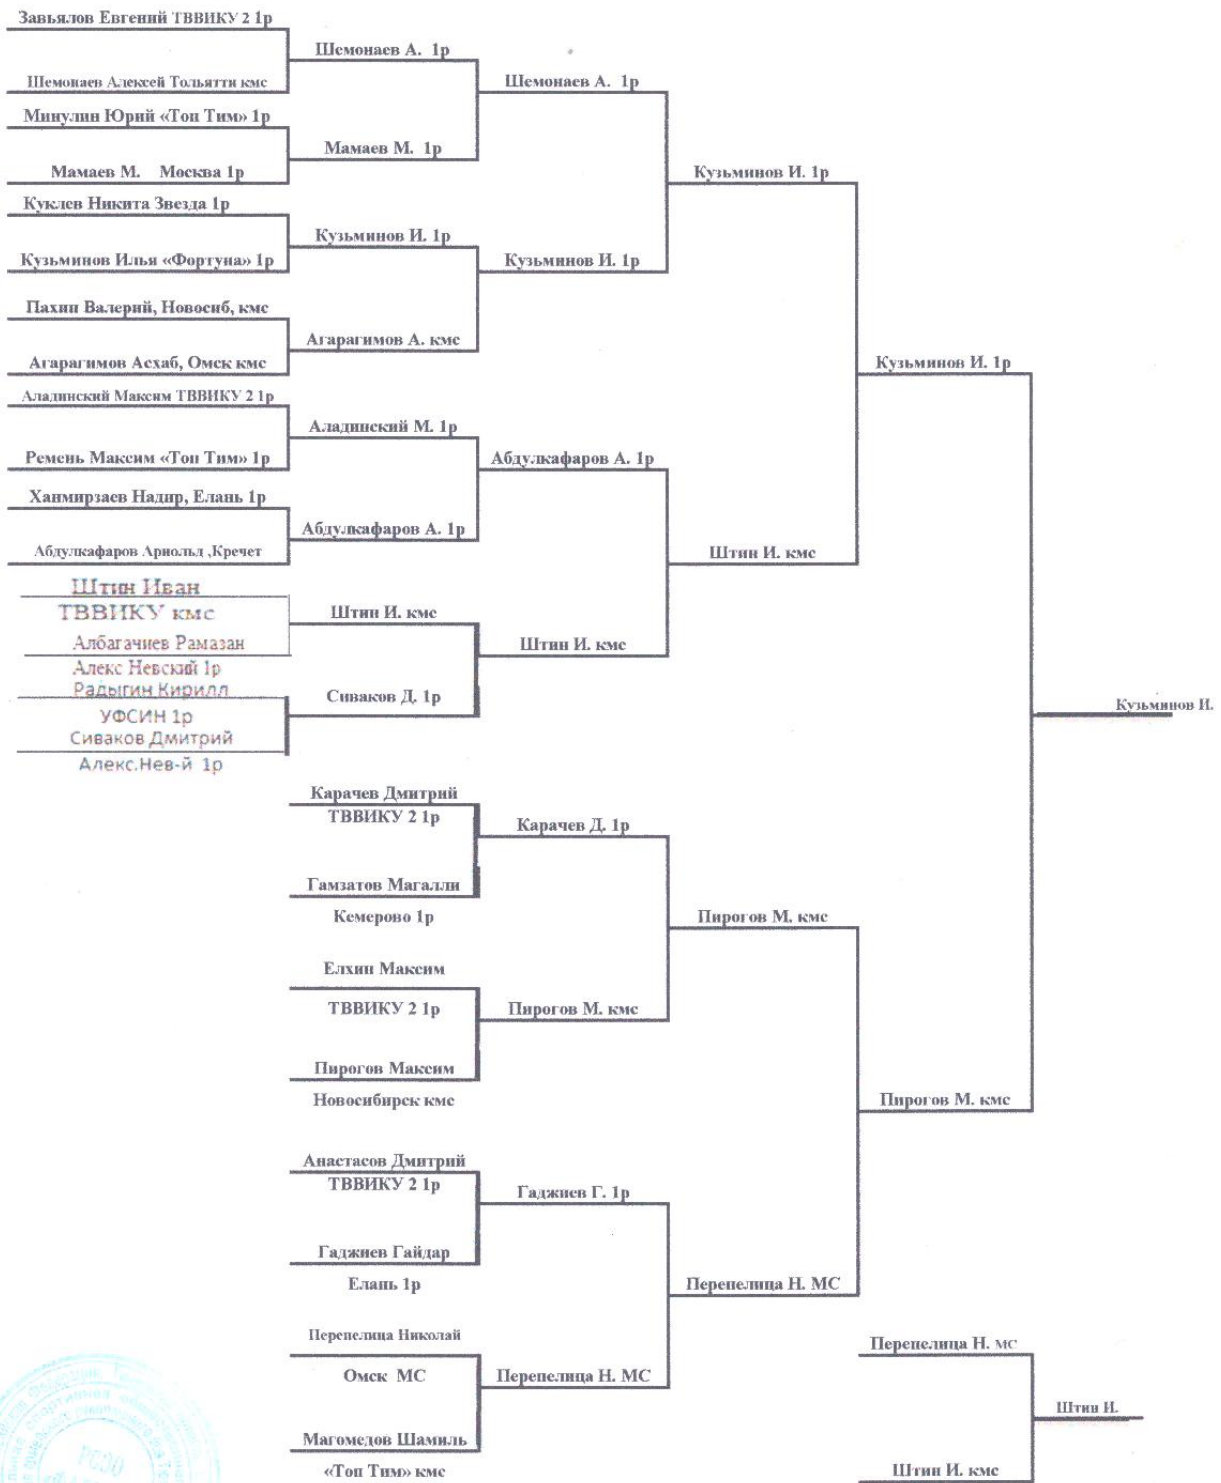 Завьялов Евгений ТВВИКУ 2 1р
Шемонаев А. 1р
Шемонаев Алексей Тольятти кмс
Шемонаев А. 1р
Минулин Юрий «Топ Тим» 1р
Мамаев М. 1р
Мамаев М. Москва 1р
Кузьминов И. 1р
Куклев Никита Звезда 1р
Кузьминов И. 1р
Кузьминов Илья «Фортуна» 1р
Кузьминов И. 1р
Пахин Валерий, Новосиб, кмс
Агарагимов А. кмс
Агарагимов Асхаб, Омск кмс
Кузьминов И. 1р
Аладинский Максим ТВВИКУ 2 1р
Аладинский М. 1р
Ремень Максим «Топ Тим» 1р
Абдулкафаров А. 1р
Ханмирзаев Надир, Елань 1р
Абдулкафаров А. 1р
Абдулкафаров Арнольд ,Кречет
Штин И. кмс
Штин Иван
ТВВИКУ кмс
Штин И. кмс
Албагачиев Рамазан
Штин И. кмс
Алекс Невский 1р
Радыгин Кирилл
Сиваков Д. 1р
УФСИН 1р
Кузьминов И.
Сиваков Дмитрий
Алекс.Нев-й 1р
Карачев Дмитрий
ТВВИКУ 2 1р
Карачев Д. 1р
Гамзатов Магалли
Кемерово 1р
Пирогов М. кмс
Елхин Максим
ТВВИКУ 2 1р
Пирогов М. кмс
Пирогов Максим
Новосибирск кмс
Пирогов М. кмс
Анастасов Дмитрий
ТВВИКУ 2 1р
Гаджиев Г. 1р
Гаджиев Гайдар
Елань 1р
Перепелица Н. МС
Перепелица Николай
Перепелица Н. МС
Омск МС
Перепелица Н. МС
Штин И.
Магомедов Шамиль
«Топ Тим» кмс
Штин И. кмс